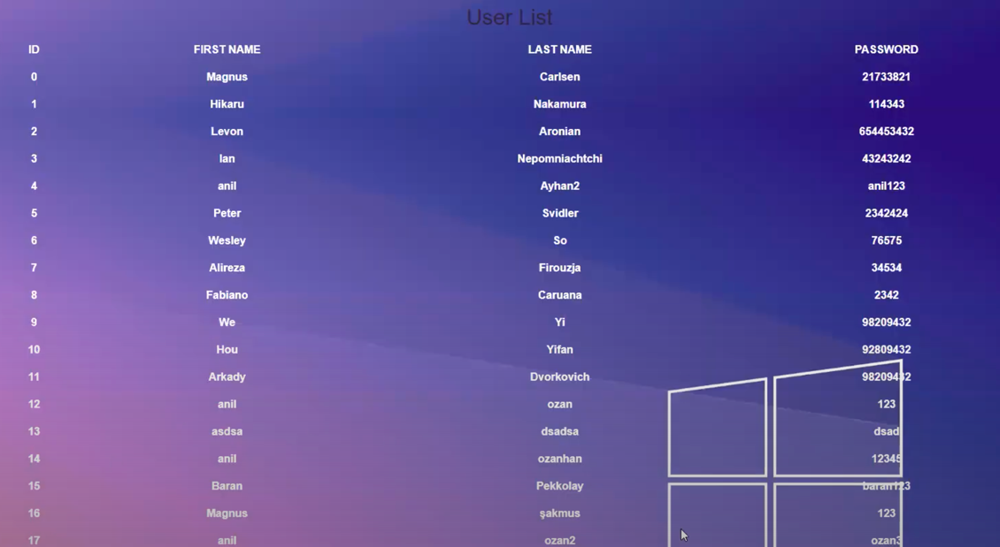 User List
ID FIRST NAME LAST NAME PASSWORD
0 Magnus Carlsen 21733821
1 Hikaru Nakamura 114343
2 Levon Aronian 654453432
3 Ian Nepomniachtchi 43243242
4 anil Ayhan2 anil123
5 Peter Svidler 2342424
6 Wesley So 76575
7 Alireza Firouzja 34534
8 Fabiano Caruana 2342
9 We Yi 98209432
10 Hou Yifan 92809432
11 Arkady Dvorkovich 98209432
12 anil ozan 123
13 asdsa dsadsa dsad
14 anil ozanhan 12345
15 Baran Pekkolay baran123
16 Magnus şakmus 123
17 anil ozan2 ozan3